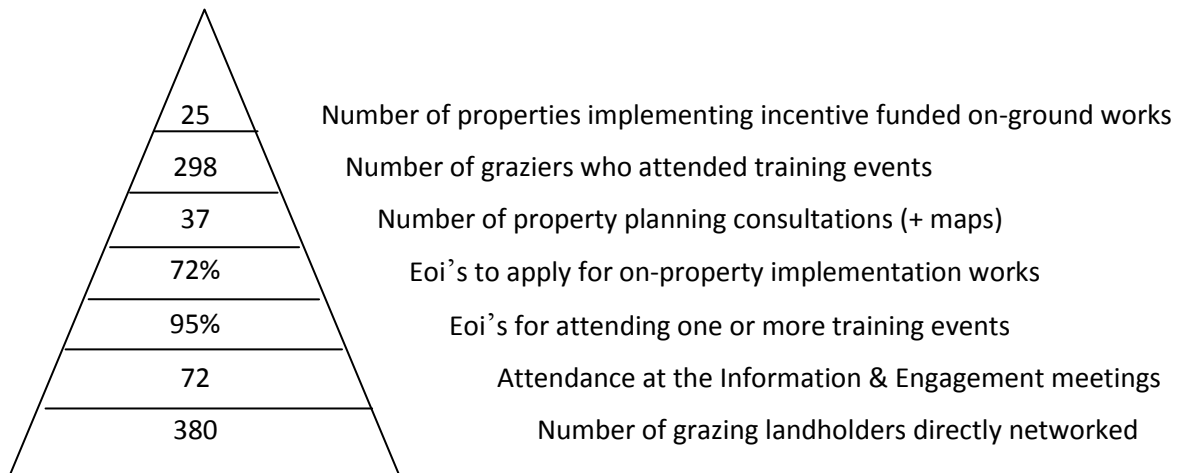 25 Number of properties implementing incentive funded on-ground works
298 Number of graziers who attended training events
37 Number of property planning consultations (+ maps)
72% Eoi’s to apply for on-property implementation works
95% Eoi’s for attending one or more training events
72 Attendance at the Information & Engagement meetings
380 Number of grazing landholders directly networked